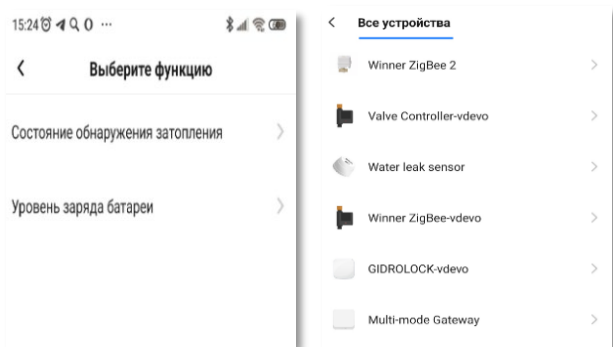 15:24
Выберите функцию
Состояние обнаружения затопления
Уровень заряда батареи
Все устройства
Winner ZigBee 2
Valve Controller-vdevo
Water leak sensor
Winner ZigBee-vdevo
GIDROLOCK-vdevo
Multi-mode Gateway